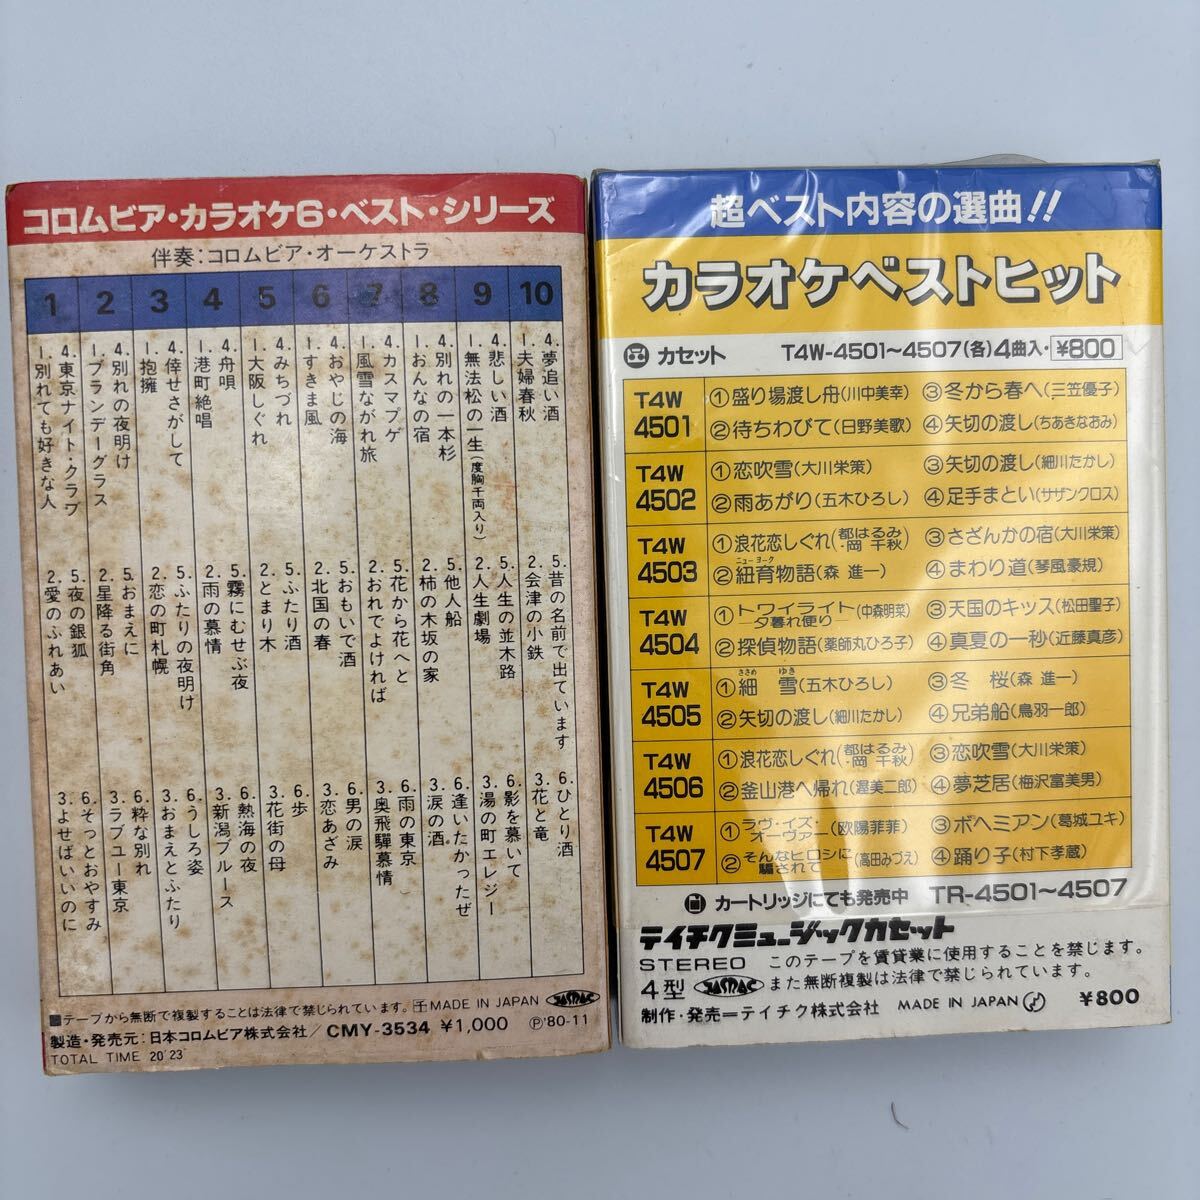 コロムビア・カラオケ6・ベスト・シリーズ
伴奏:コロムビア・オーケストラ
1
1.別れても好きな人
2.愛のふれあい
3.よせばいいのに
4.東京ナイト・クラブ
5.夜の銀狐
6.そっとおやすみ
2
1.ブランデーグラス
2.星降る街角
3.ラブユー東京
4.別れの夜明け
5.おまえに
6.粋な別れ
3
1.抱擁
2.恋の町札幌
3.おまえとふたり
4.倖せさがして
5.ふたりの夜明け
6.うしろ姿
4
1.港町絶唱
2.雨の慕情
3.新潟ブルース
4.舟唄
5.霧にむせぶ夜
6.熱海の夜
5
1.大阪しぐれ
2.とまり木
3.花街の母
4.みちづれ
5.ふたり酒
6.歩
6
1.すきま風
2.北国の春
3.恋あざみ
4.おやじの海
5.おもいで酒
6.男の涙
7
1.風雪ながれ旅
2.おれでよければ
3.奥飛騨慕情
4.カスマプゲ
5.花から花へと
6.雨の東京
8
1.おんなの宿
2.柿の木坂の家
3.涙の酒
4.別れの一本杉
5.他人船
6.逢いたかったぜ
9
1.無法松の一生(度胸千両入り)
2.人生劇場
3.湯の町エレジー
4.悲しい酒
5.人生の並木路
6.影を慕いて
10
1.夫婦春秋
2.会津の小鉄
3.花と竜
4.夢追い酒
5.昔の名前で出ています
6.ひとり酒
■テープから無断で複製することは法律で禁じられています。 MADE IN JAPAN JASRAC
製造・発売元:日本コロムビア株式会社/CMY-3534 ¥1,000 Ⓟ'80-11
TOTAL TIME 20'23"
超ベスト内容の選曲!!
カラオケベストヒット
カセット T4W-4501〜4507(各)4曲入・¥800
T4W 4501
①盛り場渡し舟(川中美幸) ③冬から春へ(三笠優子)
②待ちわびて(日野美歌) ④矢切の渡し(ちあきなおみ)
T4W 4502
①恋吹雪(大川栄策) ③矢切の渡し(細川たかし)
②雨あがり(五木ひろし) ④足手まとい(サザンクロス)
T4W 4503
①浪花恋しぐれ(都はるみ・岡 千秋) ③さざんかの宿(大川栄策)
ニューヨーク
②紐育物語(森 進一) ④まわり道(琴風豪規)
T4W 4504
①トワイライト―夕暮れ便り―(中森明菜) ③天国のキッス(松田聖子)
②探偵物語(薬師丸ひろ子) ④真夏の一秒(近藤真彦)
T4W 4505
ささめ ゆき
①細 雪(五木ひろし) ③冬 桜(森 進一)
②矢切の渡し(細川たかし) ④兄弟船(鳥羽一郎)
T4W 4506
①浪花恋しぐれ(都はるみ・岡 千秋) ③恋吹雪(大川栄策)
②釜山港へ帰れ(渥美二郎) ④夢芝居(梅沢富美男)
T4W 4507
①ラヴ・イズ・オーヴァー(欧陽菲菲) ③ボヘミアン(葛城ユキ)
②そんなヒロシに騙されて(高田みづえ) ④踊り子(村下孝蔵)
カートリッジにても発売中 TR-4501〜4507
テイチクミュージックカセット
STEREO このテープを賃貸業に使用することを禁じます。
4型 JASRAC また無断複製は法律で禁じられています。
制作・発売=テイチク株式会社 MADE IN JAPAN ¥800